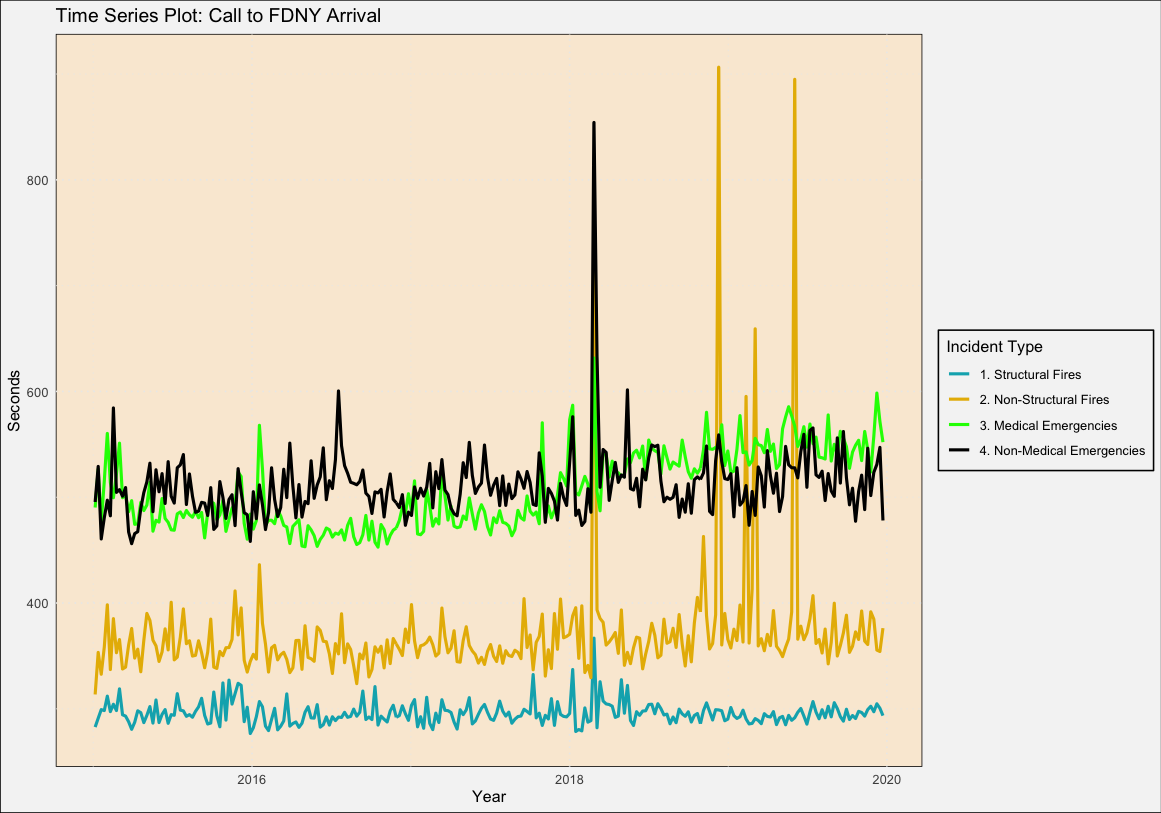 Time Series Plot: Call to FDNY Arrival
800
600
400
Seconds
2016
2018
2020
Year
Incident Type
1. Structural Fires
2. Non-Structural Fires
3. Medical Emergencies
4. Non-Medical Emergencies